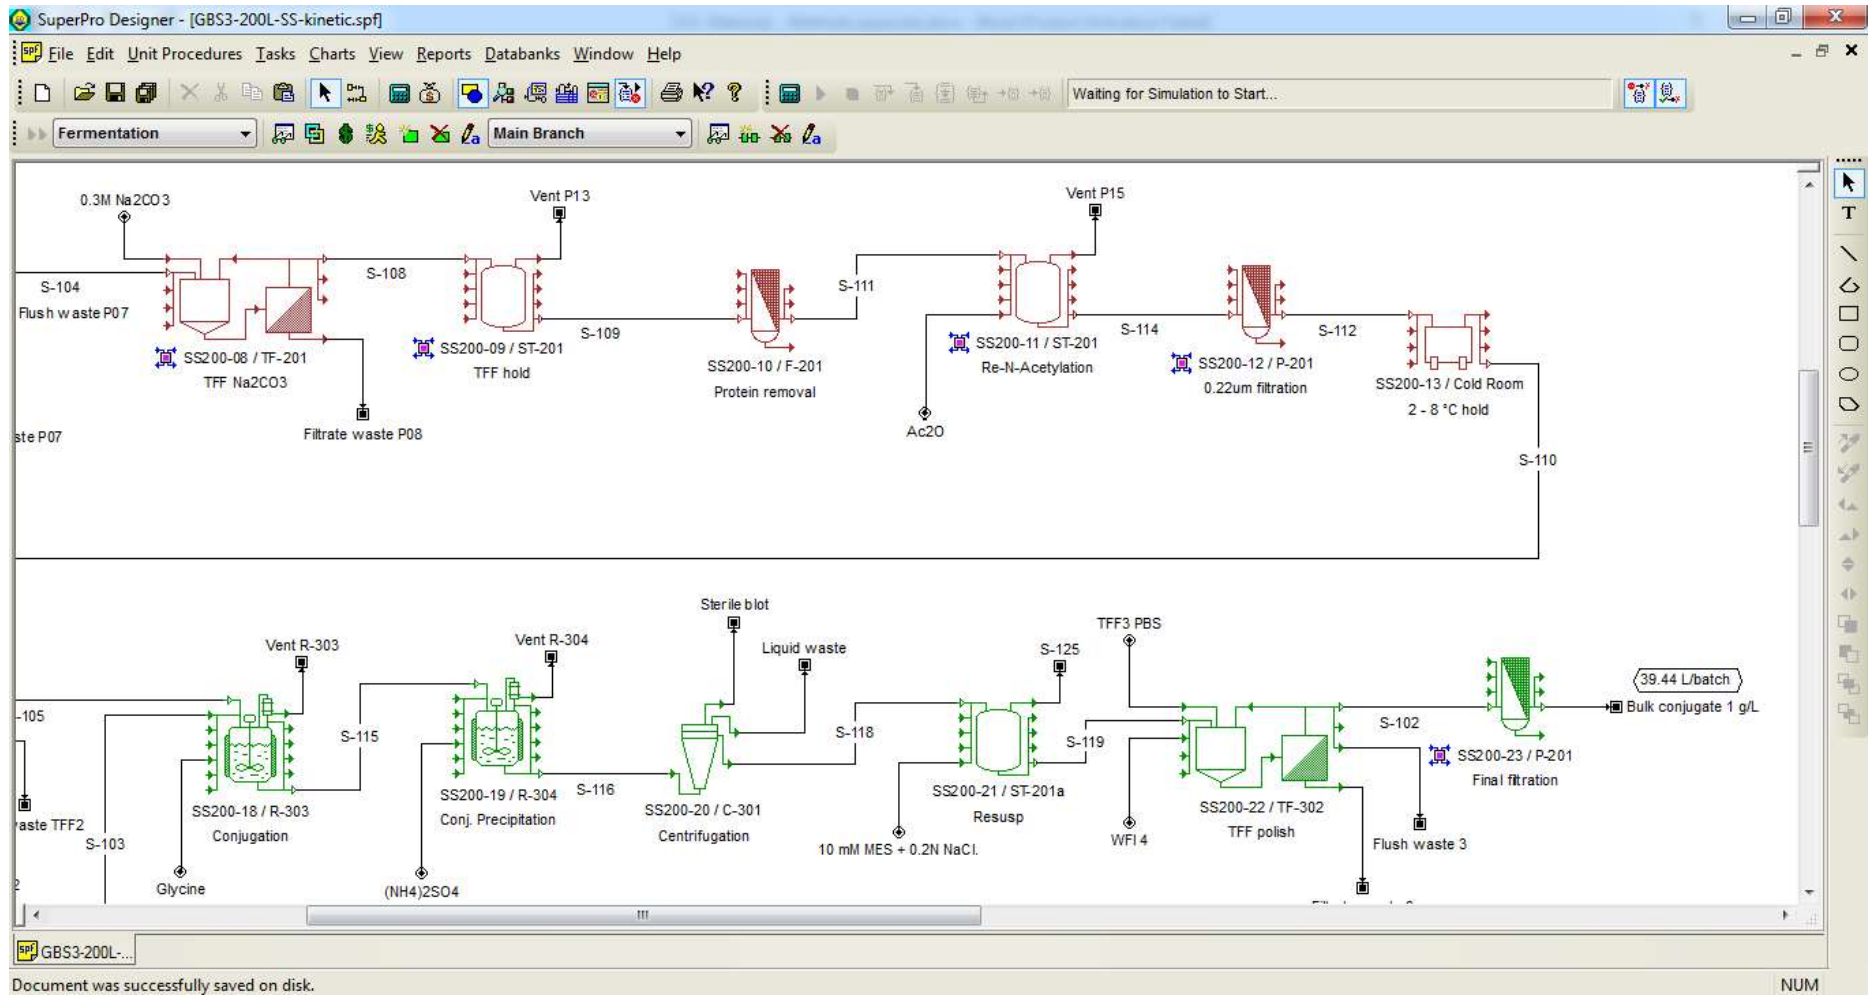 SuperPro Designer - [GBS3-200L-SS-kinetic.spf]
File Edit Unit Procedures Tasks Charts View Reports Databanks Window Help
Waiting for Simulation to Start...
Fermentation
Main Branch
0.3M Na2CO3
Vent P13
Vent P15
S-104
S-108
S-111
Flush waste P07
S-109
S-114
S-112
SS200-08 / TF-201
TFF Na2CO3
SS200-09 / ST-201
TFF hold
SS200-10 / F-201
Protein removal
SS200-11 / ST-201
Re-N-Acetylation
SS200-12 / P-201
0.22um filtration
SS200-13 / Cold Room
2 - 8 °C hold
ste P07
Filtrate waste P08
Ac2O
S-110
Sterile blot
Vent R-303
Vent R-304
Liquid waste
TFF3 PBS
S-125
39.44 L/batch
Bulk conjugate 1 g/L
-105
S-115
S-118
S-119
S-102
S-116
SS200-18 / R-303
Conjugation
SS200-19 / R-304
Conj. Precipitation
SS200-20 / C-301
Centrifugation
SS200-21 / ST-201a
Resusp
SS200-22 / TF-302
TFF polish
SS200-23 / P-201
Final filtration
aste TFF2
S-103
10 mM MES + 0.2N NaCl.
WFI 4
Flush waste 3
Glycine
(NH4)2SO4
GBS3-200L-...
Document was successfully saved on disk.
NUM